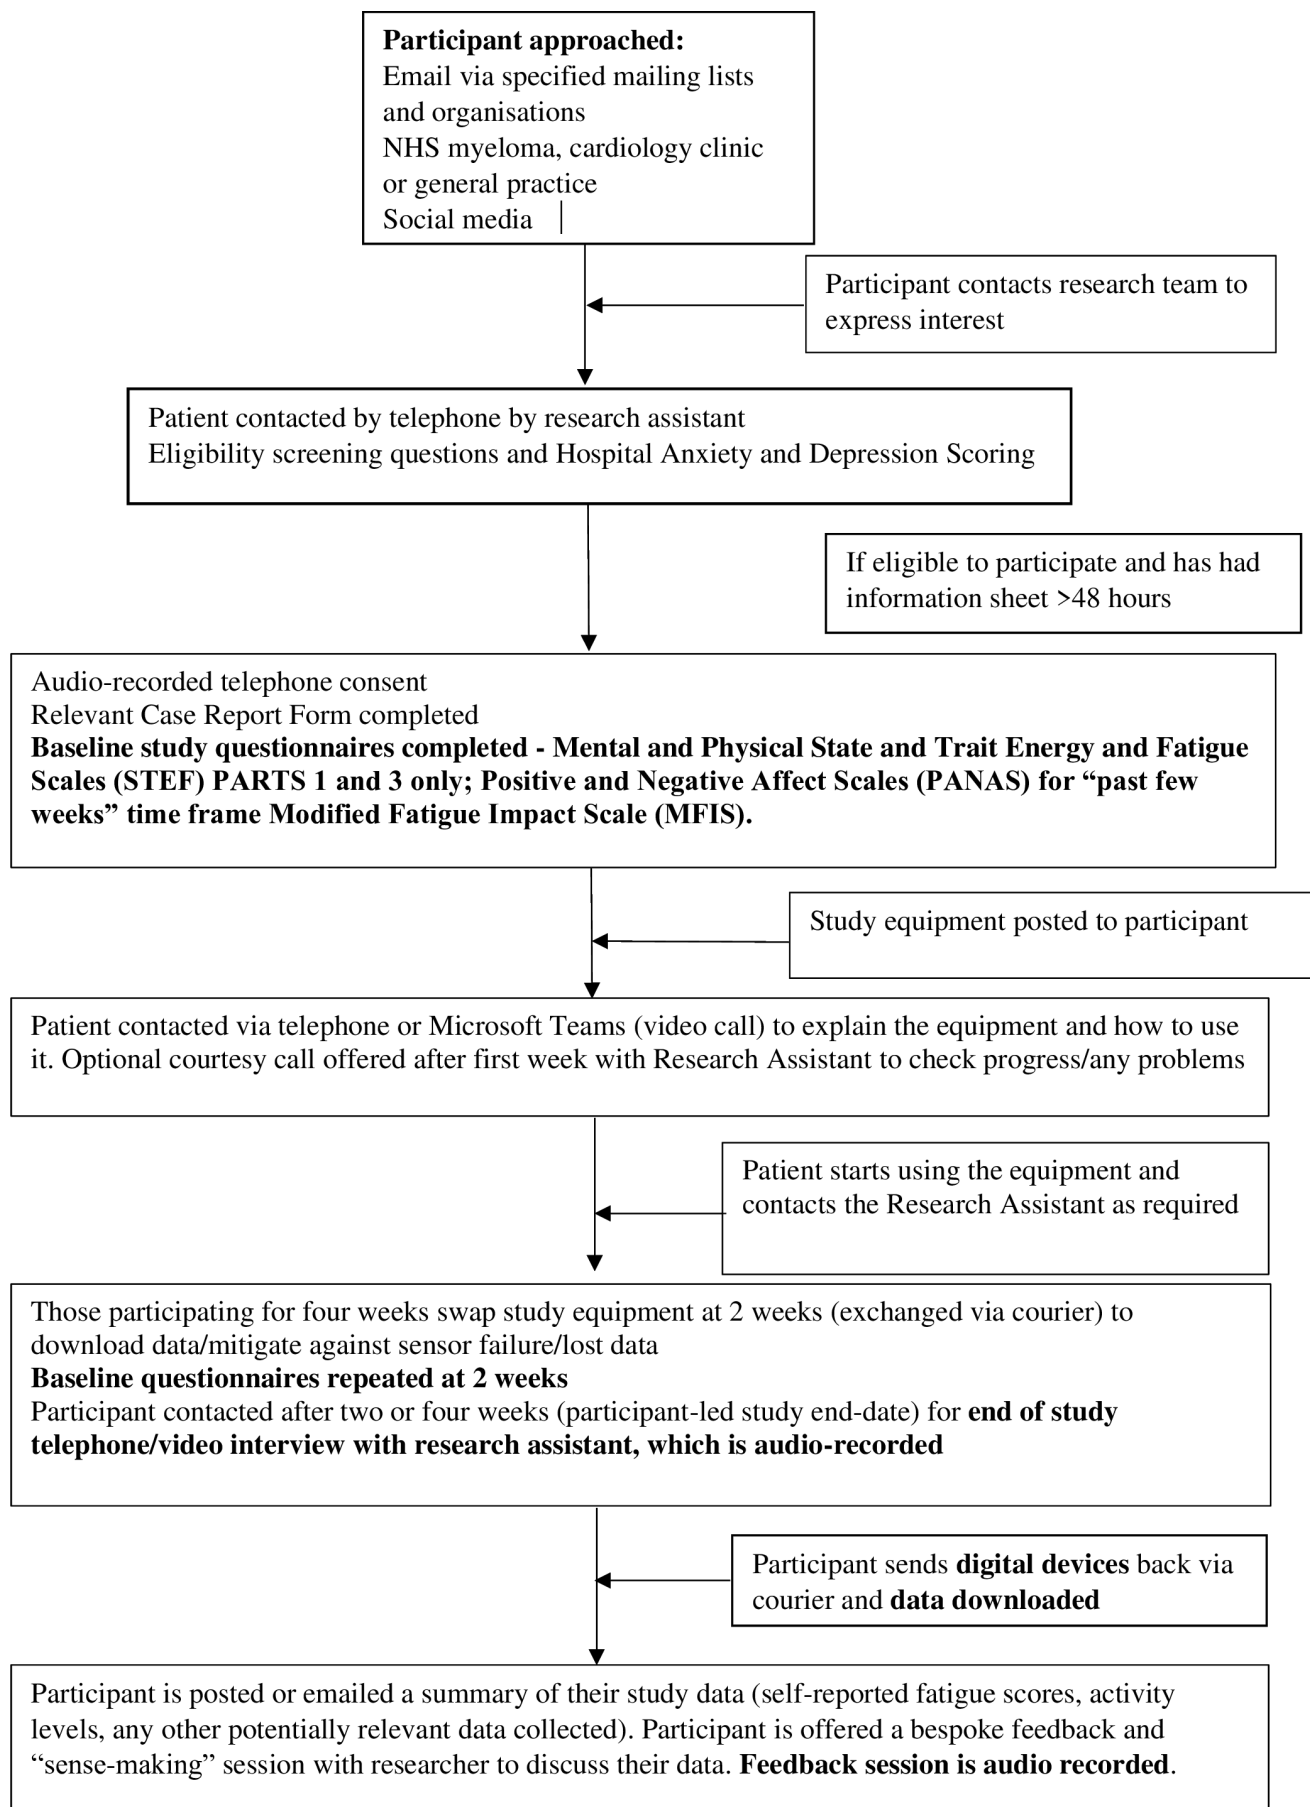 Participant approached:
Email via specified mailing lists
and organisations
NHS myeloma, cardiology clinic
or general practice
Social media
Participant contacts research team to
express interest
Patient contacted by telephone by research assistant
Eligibility screening questions and Hospital Anxiety and Depression Scoring
If eligible to participate and has had
information sheet >48 hours
Audio-recorded telephone consent
Relevant Case Report Form completed
Baseline study questionnaires completed - Mental and Physical State and Trait Energy and Fatigue
Scales (STEF) PARTS 1 and 3 only; Positive and Negative Affect Scales (PANAS) for “past few
weeks” time frame Modified Fatigue Impact Scale (MFIS).
Study equipment posted to participant
Patient contacted via telephone or Microsoft Teams (video call) to explain the equipment and how to use
it. Optional courtesy call offered after first week with Research Assistant to check progress/any problems
Patient starts using the equipment and
contacts the Research Assistant as required
Those participating for four weeks swap study equipment at 2 weeks (exchanged via courier) to
download data/mitigate against sensor failure/lost data
Baseline questionnaires repeated at 2 weeks
Participant contacted after two or four weeks (participant-led study end-date) for end of study
telephone/video interview with research assistant, which is audio-recorded
Participant sends digital devices back via
courier and data downloaded
Participant is posted or emailed a summary of their study data (self-reported fatigue scores, activity
levels, any other potentially relevant data collected). Participant is offered a bespoke feedback and
“sense-making” session with researcher to discuss their data. Feedback session is audio recorded.